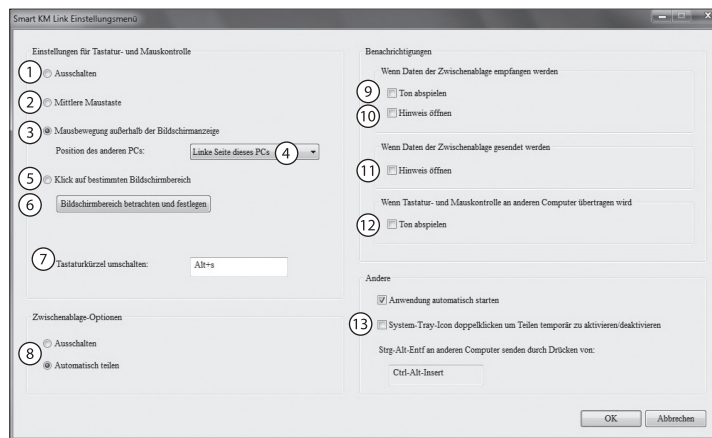 Smart KM Link Einstellungsmenü
Einstellungen für Tastatur- und Mauskontrolle
1 Ausschalten
2 Mittlere Maustaste
3 Mausbewegung außerhalb der Bildschirmanzeige
Position des anderen PCs: Linke Seite dieses PCs 4
5 Klick auf bestimmten Bildschirmbereich
6 Bildschirmbereich betrachten und festlegen
7 Tastaturkürzel umschalten: Alt+s
Zwischenablage-Optionen
Ausschalten
8
Automatisch teilen
Benachrichtigungen
Wenn Daten der Zwischenablage empfangen werden
9 Ton abspielen
10 Hinweis öffnen
Wenn Daten der Zwischenablage gesendet werden
11 Hinweis öffnen
Wenn Tastatur- und Mauskontrolle an anderen Computer übertragen wird
12 Ton abspielen
Andere
Anwendung automatisch starten
13 System-Tray-Icon doppelklicken um Teilen temporär zu aktivieren/deaktivieren
Strg-Alt-Entf an anderen Computer senden durch Drücken von:
Ctrl-Alt-Insert
OK Abbrechen